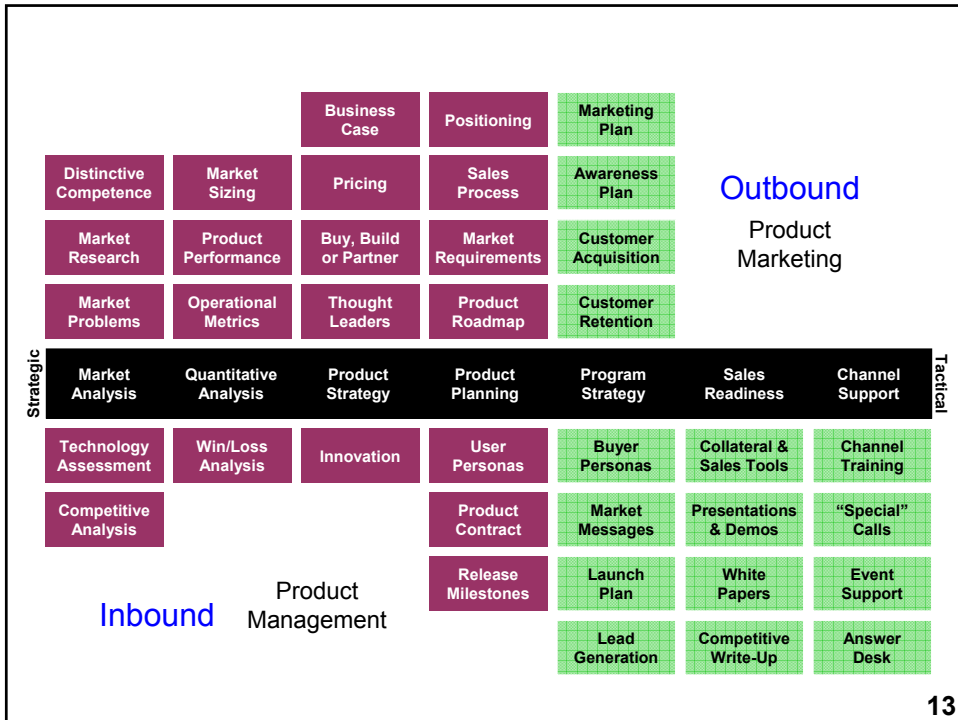 Business
Case
Positioning
Marketing
Plan
Distinctive
Competence
Market
Sizing
Pricing
Sales
Process
Awareness
Plan
Outbound
Product
Marketing
Market
Research
Product
Performance
Buy, Build
or Partner
Market
Requirements
Customer
Acquisition
Market
Problems
Operational
Metrics
Thought
Leaders
Product
Roadmap
Customer
Retention
Strategic
Market
Analysis
Quantitative
Analysis
Product
Strategy
Product
Planning
Program
Strategy
Sales
Readiness
Channel
Support
Tactical
Technology
Assessment
Win/Loss
Analysis
Innovation
User
Personas
Buyer
Personas
Collateral &
Sales Tools
Channel
Training
Competitive
Analysis
Product
Contract
Market
Messages
Presentations
& Demos
“Special”
Calls
Inbound
Product
Management
Release
Milestones
Launch
Plan
White
Papers
Event
Support
Lead
Generation
Competitive
Write-Up
Answer
Desk
13